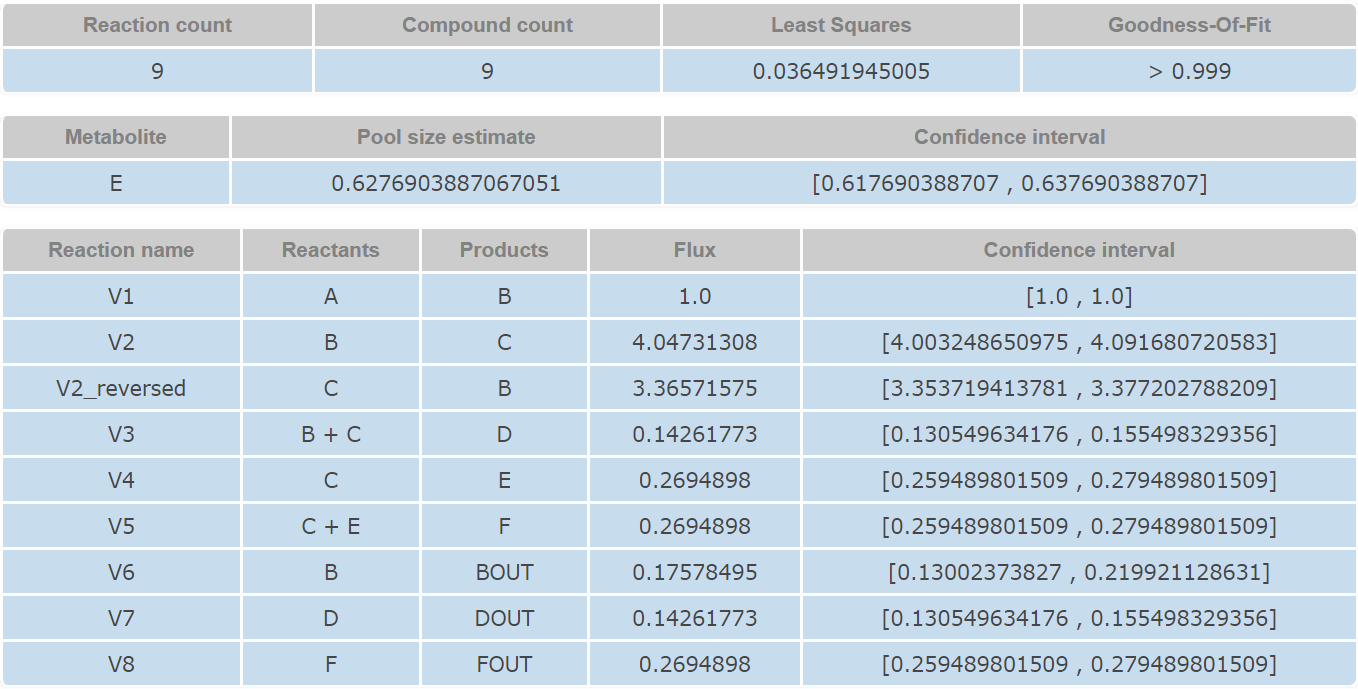 Reaction count Compound count Least Squares Goodness-Of-Fit
9 9 0.036491945005 > 0.999
Metabolite Pool size estimate Confidence interval
E 0.6276903887067051 [0.617690388707 , 0.637690388707]
Reaction name Reactants Products Flux Confidence interval
V1 A B 1.0 [1.0 , 1.0]
V2 B C 4.04731308 [4.003248650975 , 4.091680720583]
V2_reversed C B 3.36571575 [3.353719413781 , 3.377202788209]
V3 B + C D 0.14261773 [0.130549634176 , 0.155498329356]
V4 C E 0.2694898 [0.259489801509 , 0.279489801509]
V5 C + E F 0.2694898 [0.259489801509 , 0.279489801509]
V6 B BOUT 0.17578495 [0.13002373827 , 0.219921128631]
V7 D DOUT 0.14261773 [0.130549634176 , 0.155498329356]
V8 F FOUT 0.2694898 [0.259489801509 , 0.279489801509]